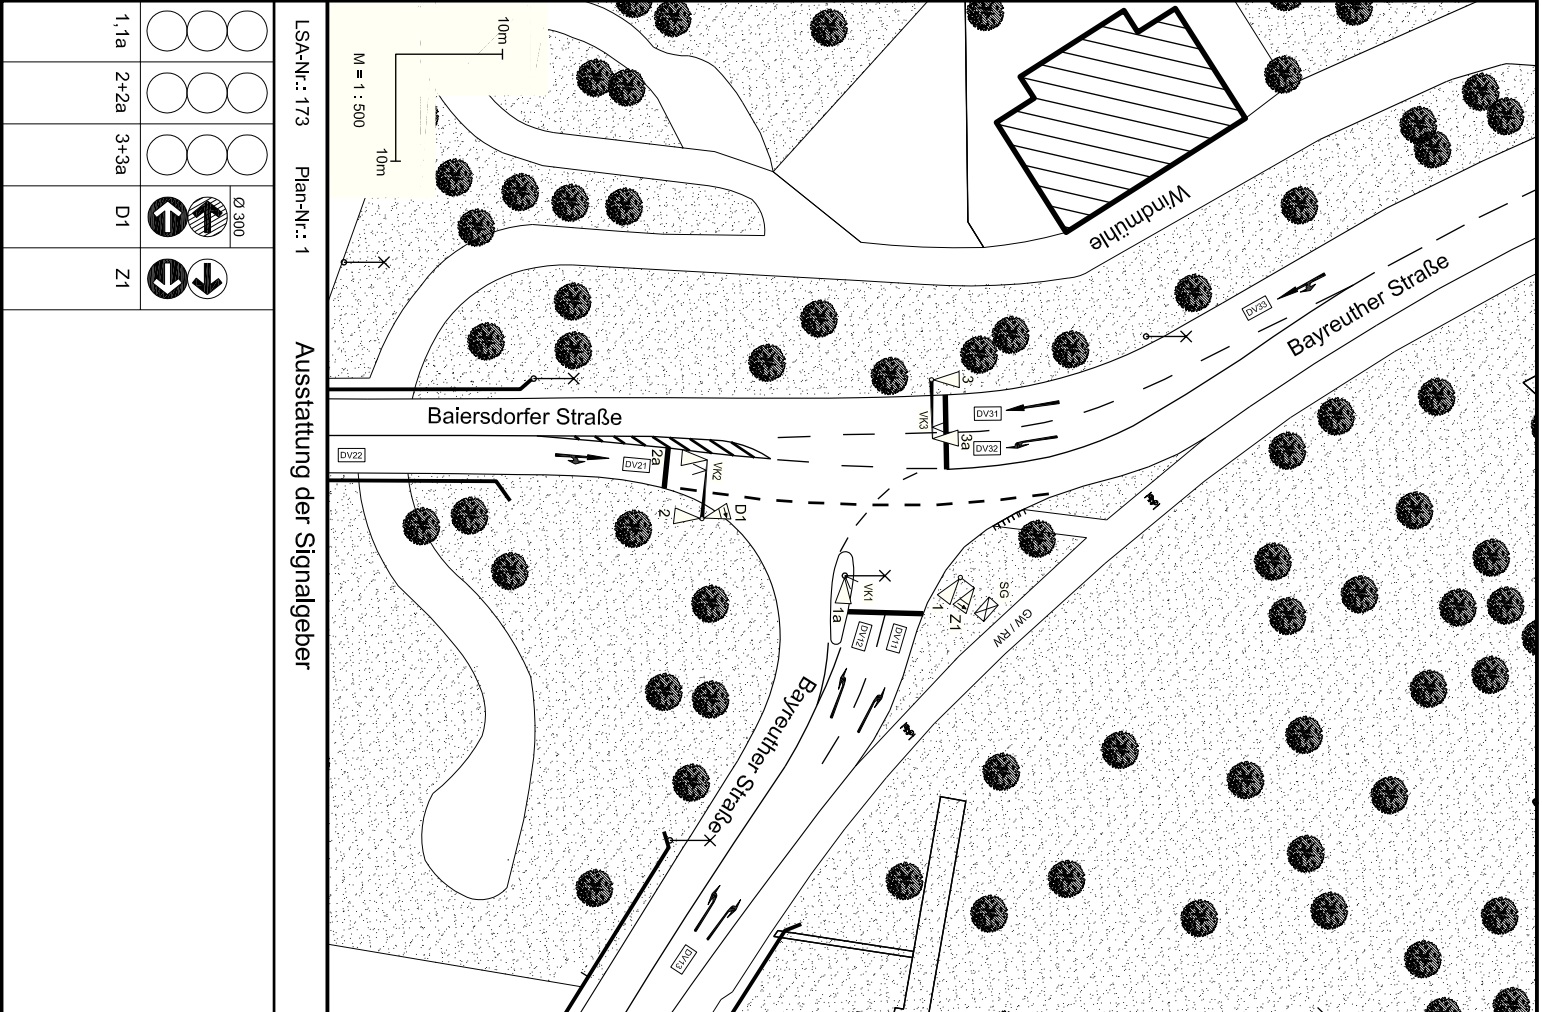 LSA-Nr.: 173
Plan-Nr.: 1
Ausstattung der Signalgeber
1,1a
2+2a
3+3a
D1
Z1
Ø 300
10m
10m
M = 1 : 500
Windmühle
Bayreuther Straße
DV33
Baiersdorfer Straße
3
VK3
DV31
3a
DV32
DV22
DV21
2a
VK2
2
D1
VK1
1a
1
Z1
SG
GW / RW
DV12
DV11
Bayreuther Straße
DV13